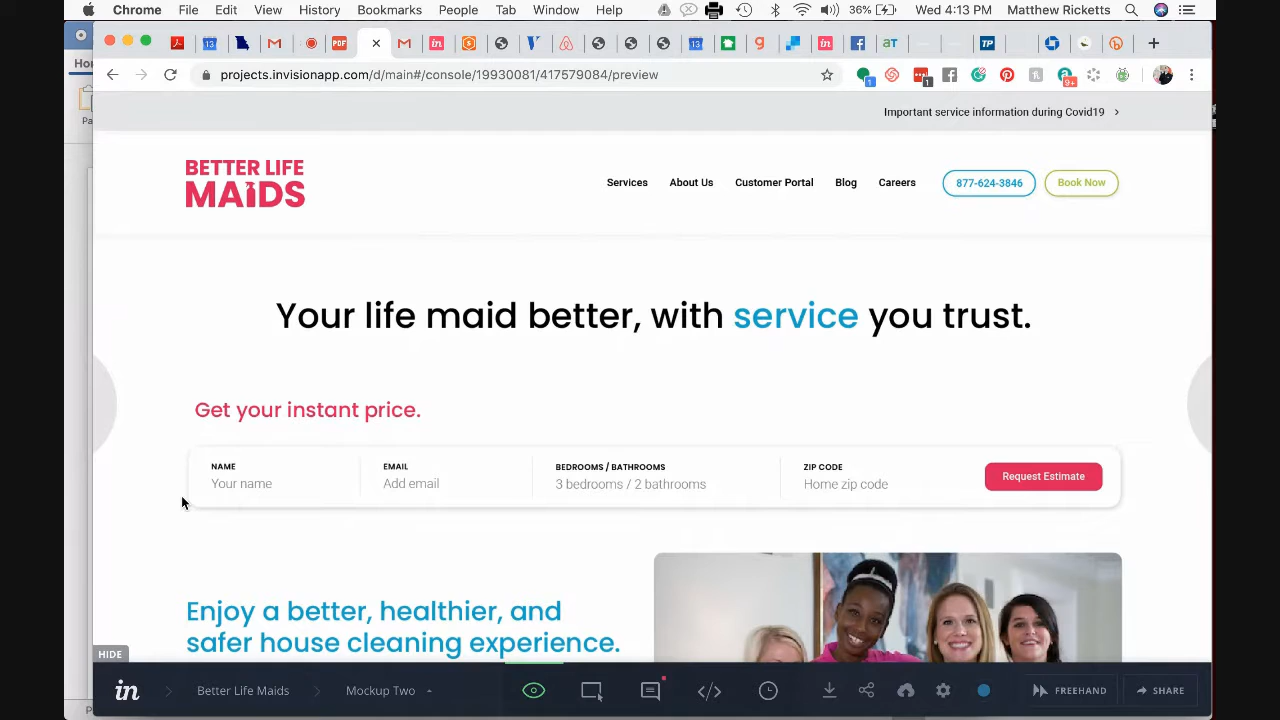 Chrome File Edit View History Bookmarks People Tab Window Help 36% Wed 4:13 PM Matthew Ricketts
projects.invisionapp.com/d/main#/console/19930081/417579084/preview
Important service information during Covid19 >
BETTER LIFE
MAIDS
Services About Us Customer Portal Blog Careers 877-624-3846 Book Now
Your life maid better, with service you trust.
Get your instant price.
NAME EMAIL BEDROOMS / BATHROOMS ZIP CODE
Your name Add email 3 bedrooms / 2 bathrooms Home zip code Request Estimate
Enjoy a better, healthier, and
safer house cleaning experience.
HIDE
in Better Life Maids Mockup Two FREEHAND SHARE